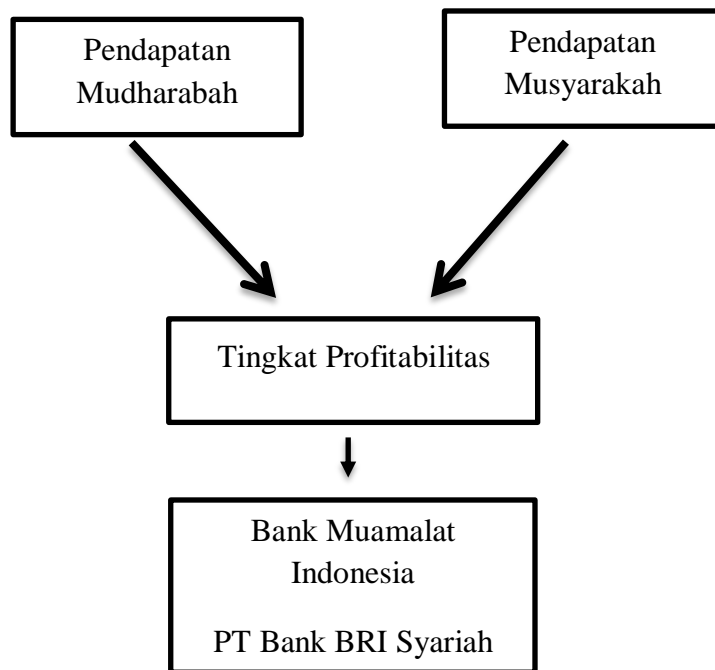 Pendapatan
Mudharabah
Pendapatan
Musyarakah
Tingkat Profitabilitas
Bank Muamalat
Indonesia
PT Bank BRI Syariah